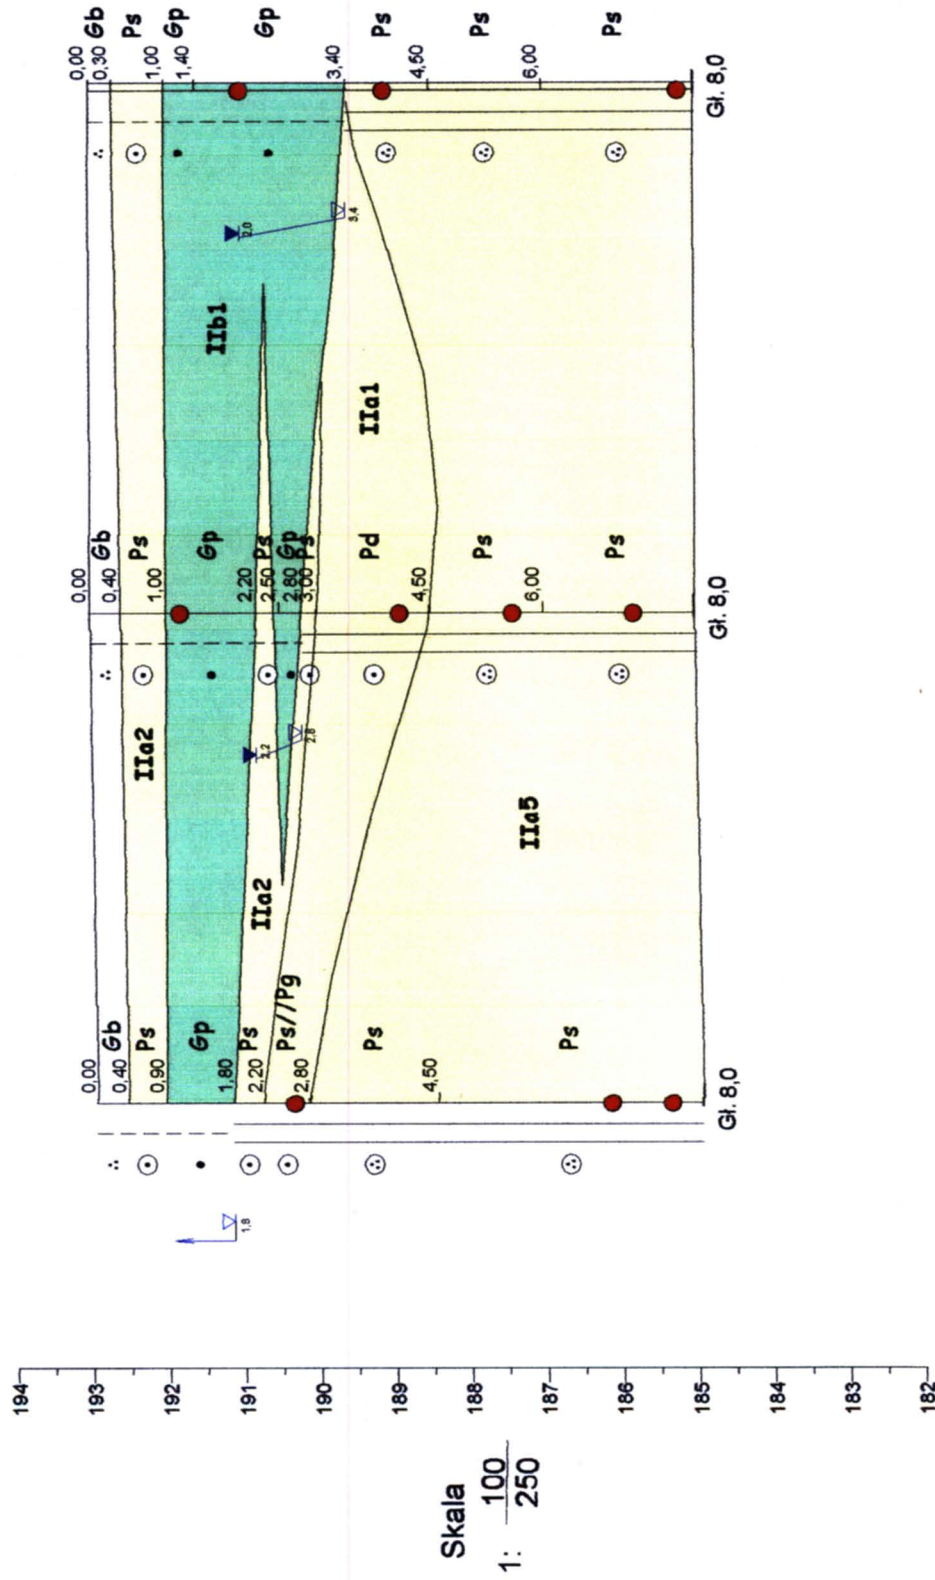 194
193
192
191
190
189
188
187
186
185
184
183
182
Skala
1: 100
250
1,8
0,00
Gb
0,40
Ps
0,90
Gp
1,80
Ps
2,20
Ps//Pg
2,80
Ps
4,50
Ps
Gł. 8,0
IIa2
IIa2
IIa5
2,2
2,8
0,00
Gb
0,40
Ps
1,00
Gp
2,20
Ps
2,50
Gp
2,80
Ps
3,00
Pd
4,50
Ps
6,00
Ps
Gł. 8,0
IIb1
IIa1
2,0
3,4
0,00
Gb
0,30
Ps
1,00
Gp
1,40
Gp
3,40
Ps
4,50
Ps
6,00
Ps
Gł. 8,0